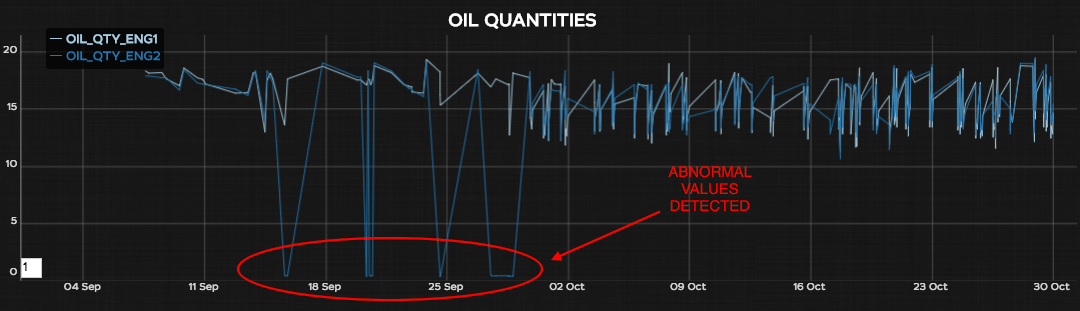 OIL QUANTITIES
OIL_QTY_ENG1
OIL_QTY_ENG2
20
15
10
5
0
1
ABNORMAL
VALUES
DETECTED
04 Sep 11 Sep 18 Sep 25 Sep 02 Oct 09 Oct 16 Oct 23 Oct 30 Oct